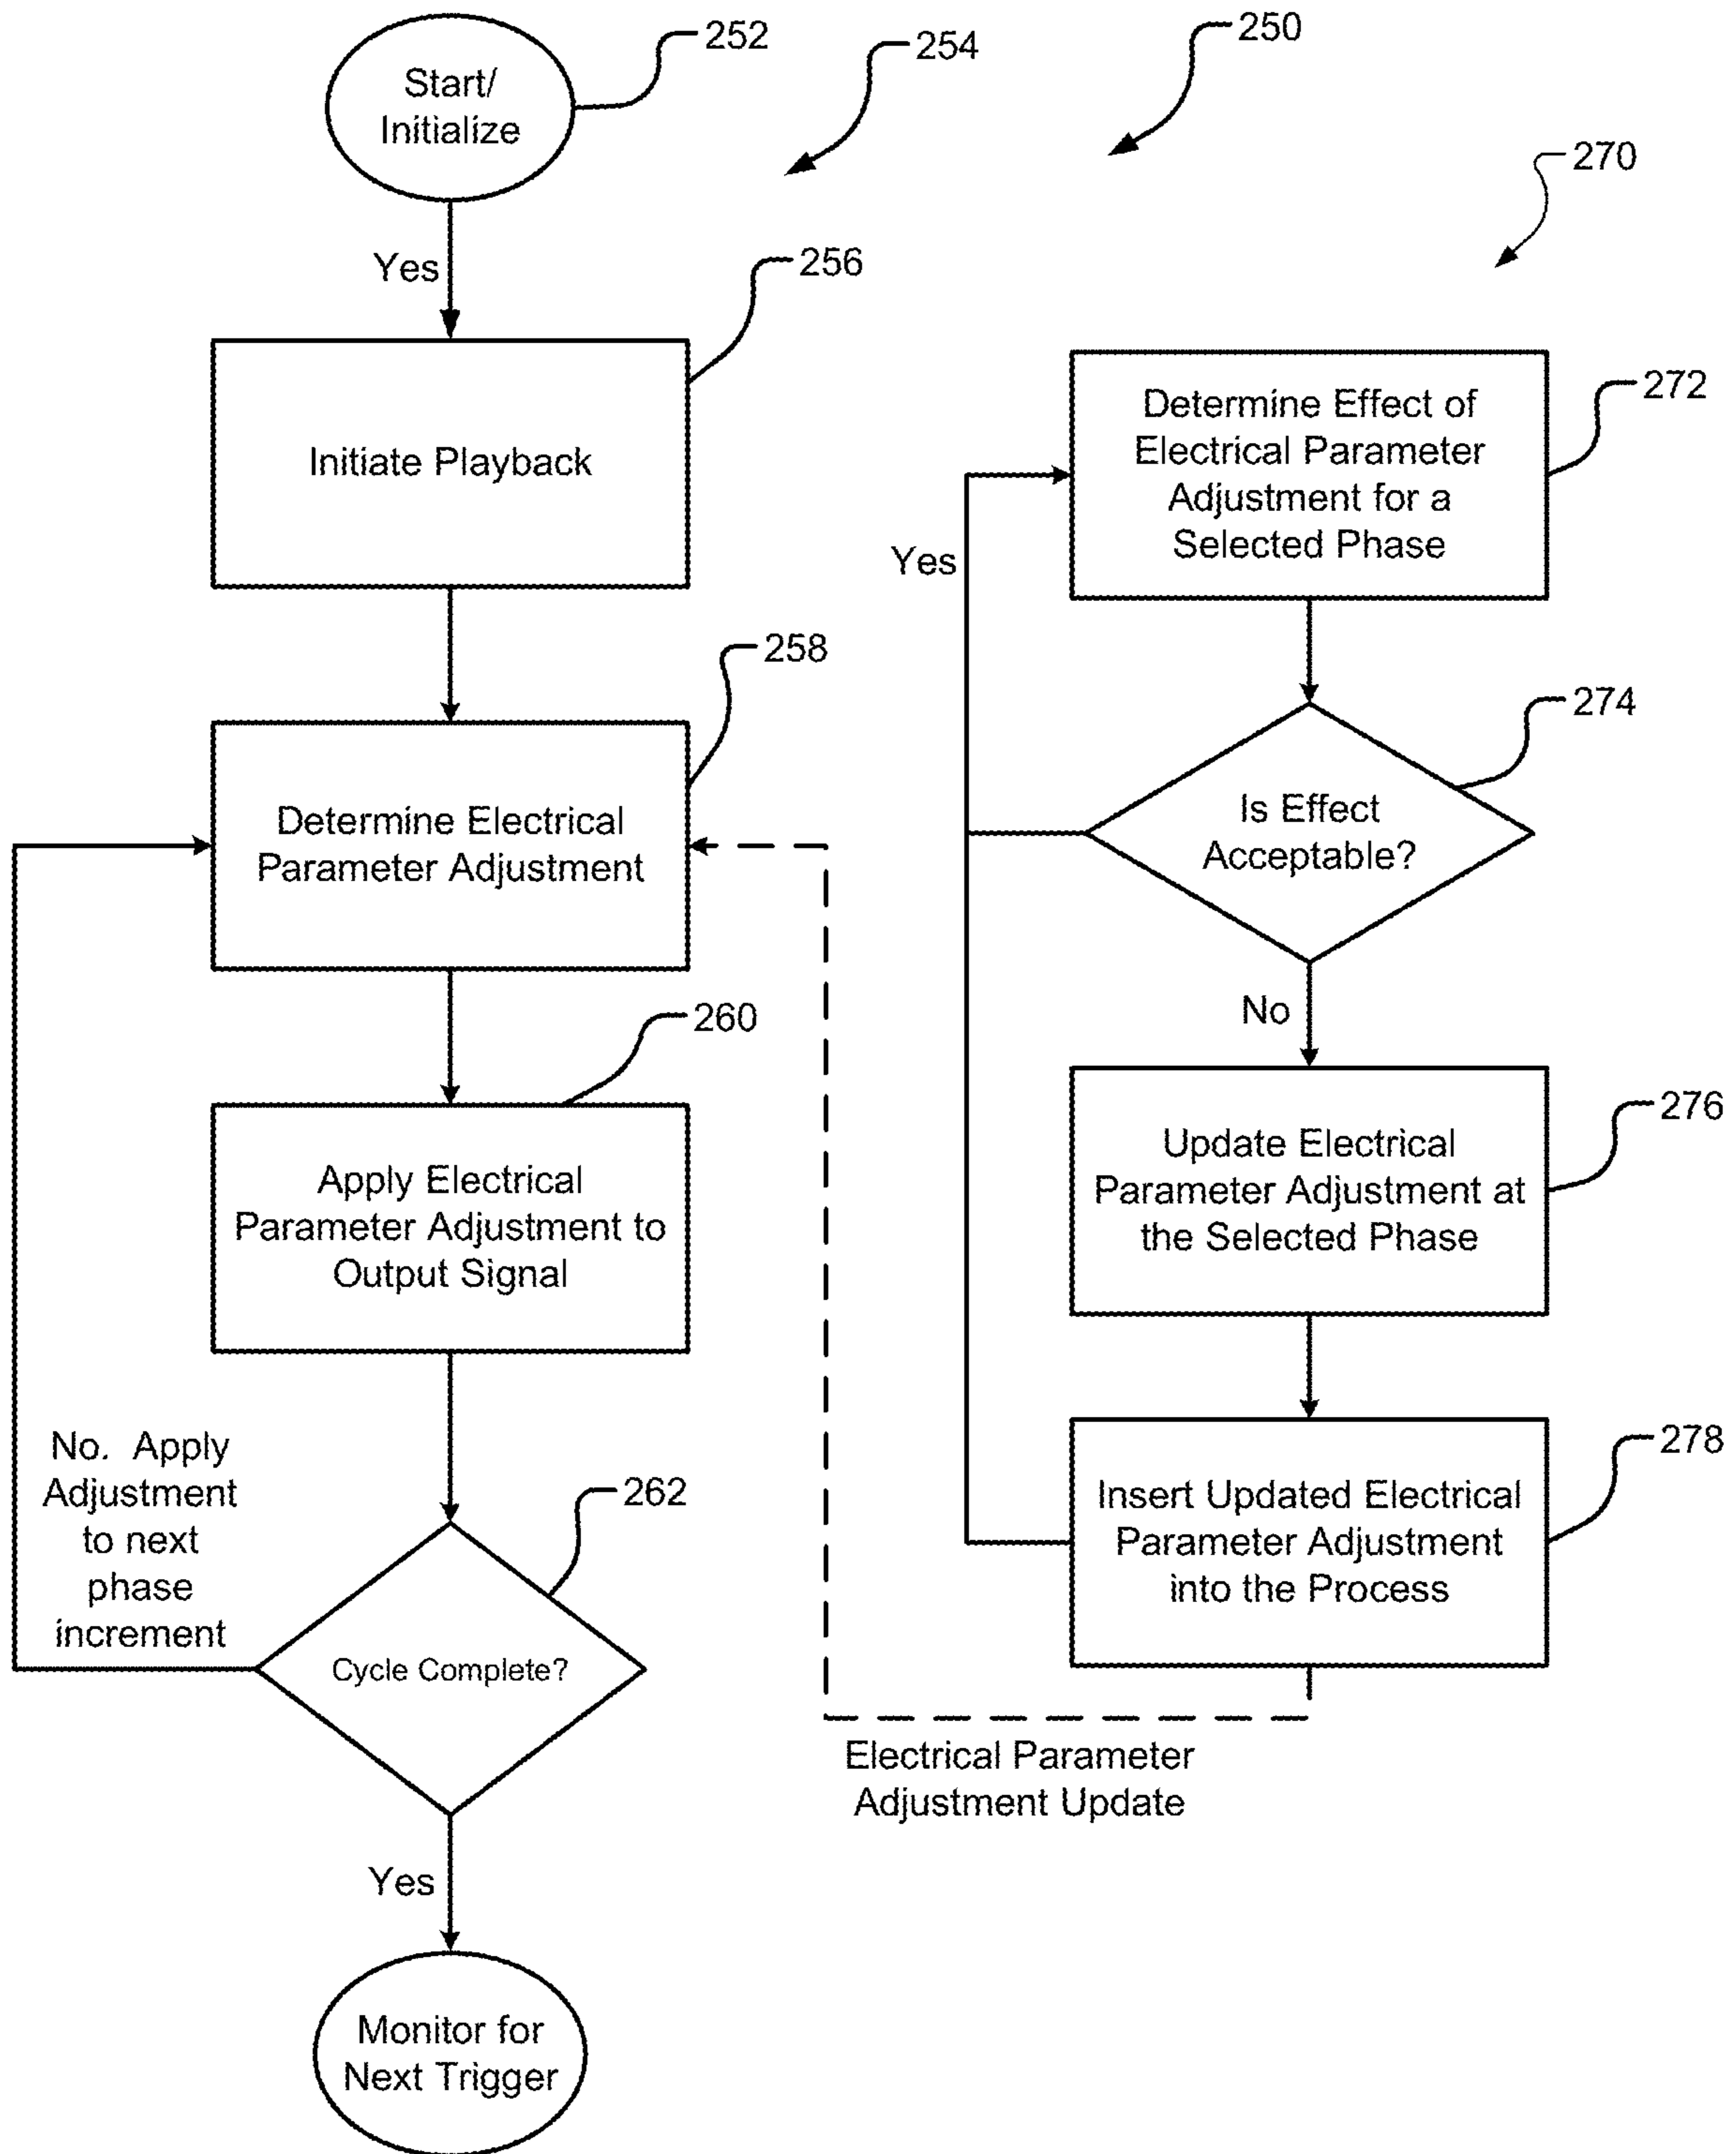 252
254
250
270
Start/
Initialize
Yes
256
Initiate Playback
258
Determine Electrical
Parameter Adjustment
260
Apply Electrical
Parameter Adjustment to
Output Signal
No.  Apply
Adjustment
to next
phase
increment
262
Cycle Complete?
Yes
Monitor for
Next Trigger
272
Determine Effect of
Electrical Parameter
Adjustment for a
Selected Phase
Yes
274
Is Effect
Acceptable?
No
276
Update Electrical
Parameter Adjustment at
the Selected Phase
278
Insert Updated Electrical
Parameter Adjustment
into the Process
Electrical Parameter
Adjustment Update